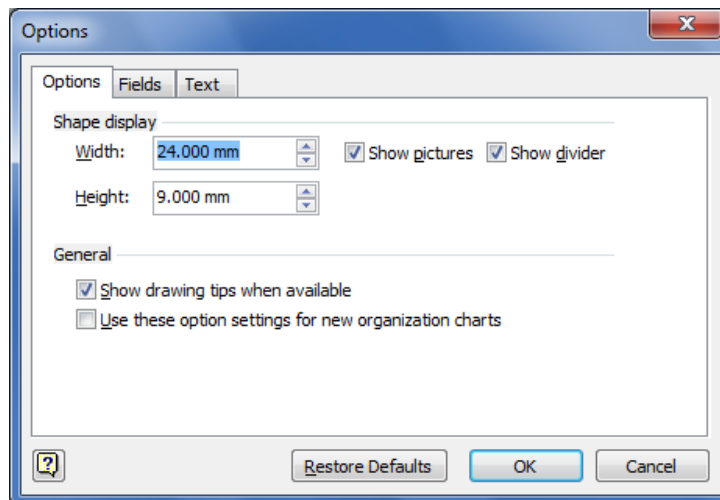 Options
Options Fields Text
Shape display
Width: 24.000 mm Show pictures Show divider
Height: 9.000 mm
General
Show drawing tips when available
Use these option settings for new organization charts
? Restore Defaults OK Cancel